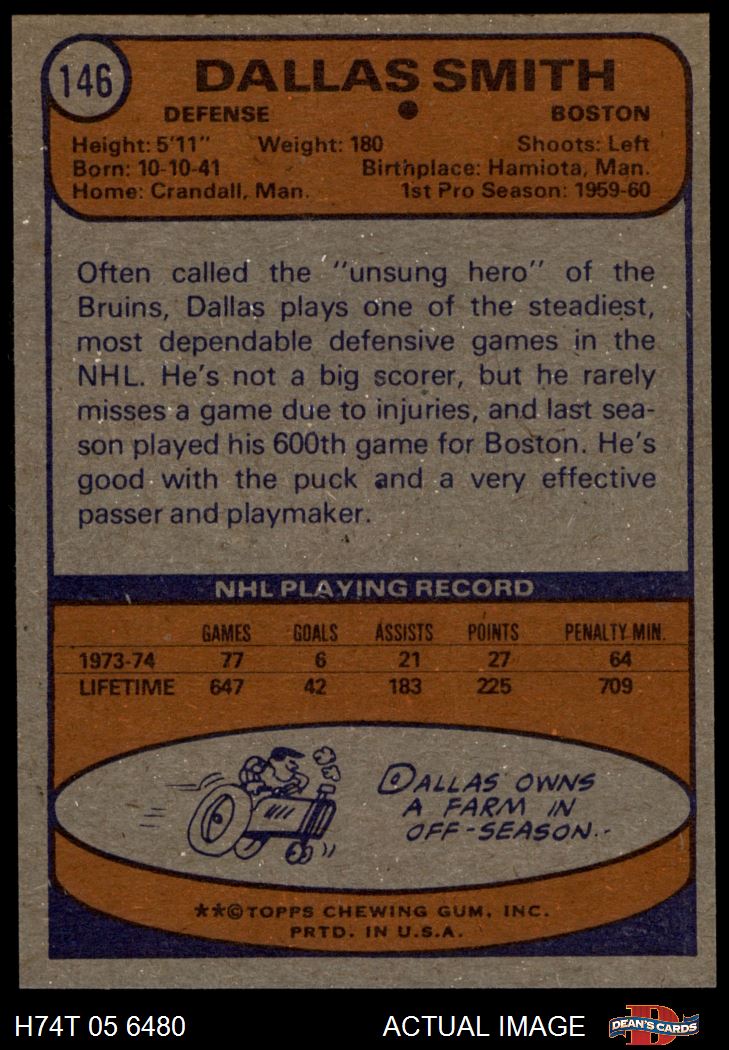 146
DALLAS SMITH
DEFENSE BOSTON
Height: 5'11" Weight: 180 Shoots: Left
Born: 10-10-41 Birthplace: Hamiota, Man.
Home: Crandall, Man. 1st Pro Season: 1959-60
Often called the "unsung hero" of the
Bruins, Dallas plays one of the steadiest,
most dependable defensive games in the
NHL. He's not a big scorer, but he rarely
misses a game due to injuries, and last sea-
son played his 600th game for Boston. He's
good with the puck and a very effective
passer and playmaker.
NHL PLAYING RECORD
GAMES GOALS ASSISTS POINTS PENALTY MIN.
1973-74 77 6 21 27 64
LIFETIME 647 42 183 225 709
DALLAS OWNS
A FARM IN
OFF-SEASON..
**©TOPPS CHEWING GUM, INC.
PRTD. IN U.S.A.
H74T 05 6480 ACTUAL IMAGE D DEAN'S CARDS